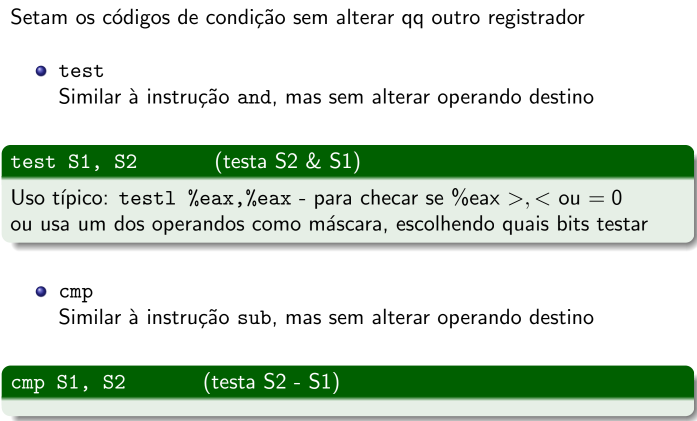 Setam os códigos de condição sem alterar qq outro registrador
test
Similar à instrução and, mas sem alterar operando destino
test S1, S2 (testa S2 & S1)
Uso típico: testl %eax,%eax - para checar se %eax >, < ou = 0
ou usa um dos operandos como máscara, escolhendo quais bits testar
cmp
Similar à instrução sub, mas sem alterar operando destino
cmp S1, S2 (testa S2 - S1)